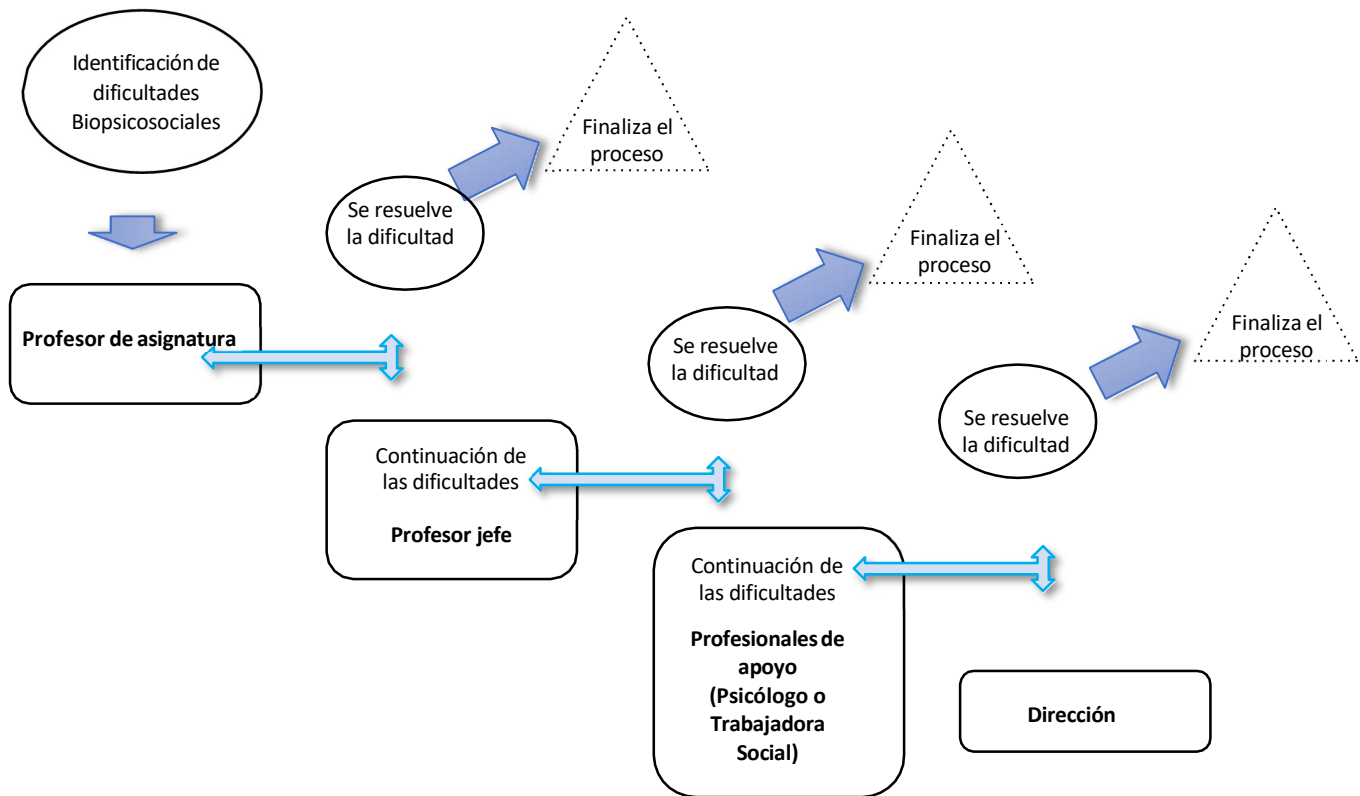 Identificación de
dificultades
Biopsicosociales
Finaliza el
proceso
Se resuelve
la dificultad
Finaliza el
proceso
Profesor de asignatura
Se resuelve
la dificultad
Finaliza el
proceso
Se resuelve
la dificultad
Continuación de
las dificultades
Profesor jefe
Continuación de
las dificultades
Profesionales de
apoyo
(Psicólogo o
Trabajadora
Social)
Dirección